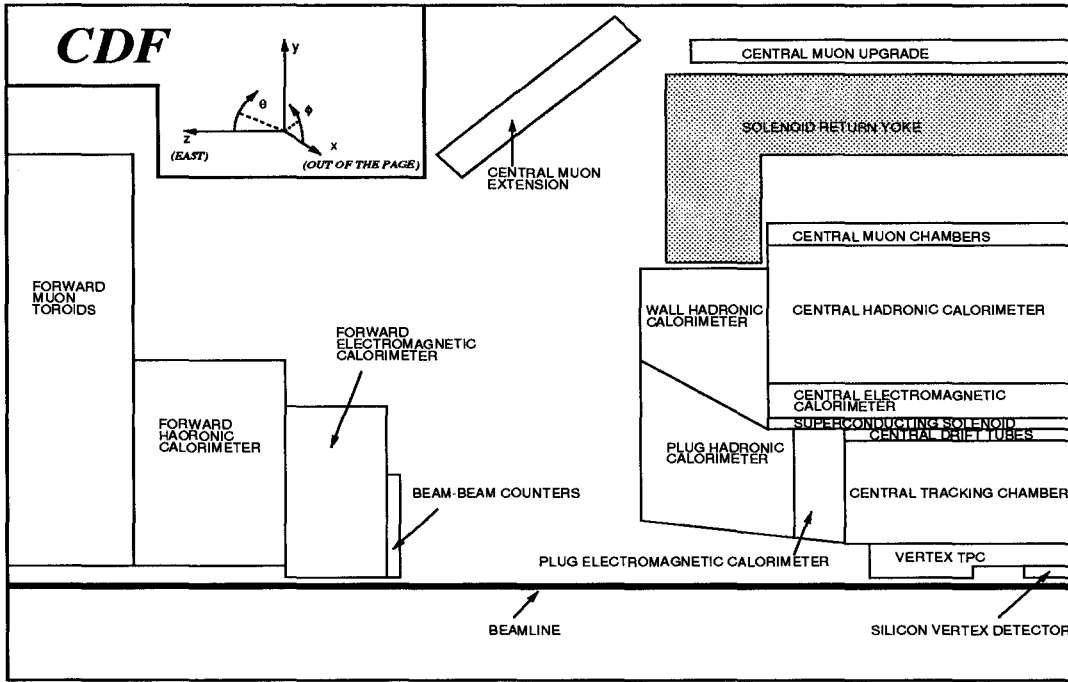 CDF
y
θ
φ
z
x
(EAST)
(OUT OF THE PAGE)
CENTRAL MUON
EXTENSION
CENTRAL MUON UPGRADE
SOLENOID RETURN YOKE
CENTRAL MUON CHAMBERS
FORWARD
MUON
TOROIDS
WALL HADRONIC
CALORIMETER
CENTRAL HADRONIC CALORIMETER
FORWARD
ELECTROMAGNETIC
CALORIMETER
CENTRAL ELECTROMAGNETIC
CALORIMETER
SUPERCONDUCTING SOLENOID
CENTRAL DRIFT TUBES
FORWARD
HAORONIC
CALORIMETER
PLUG HADRONIC
CALORIMETER
BEAM-BEAM COUNTERS
CENTRAL TRACKING CHAMBER
PLUG ELECTROMAGNETIC CALORIMETER
VERTEX TPC
BEAMLINE
SILICON VERTEX DETECTOR